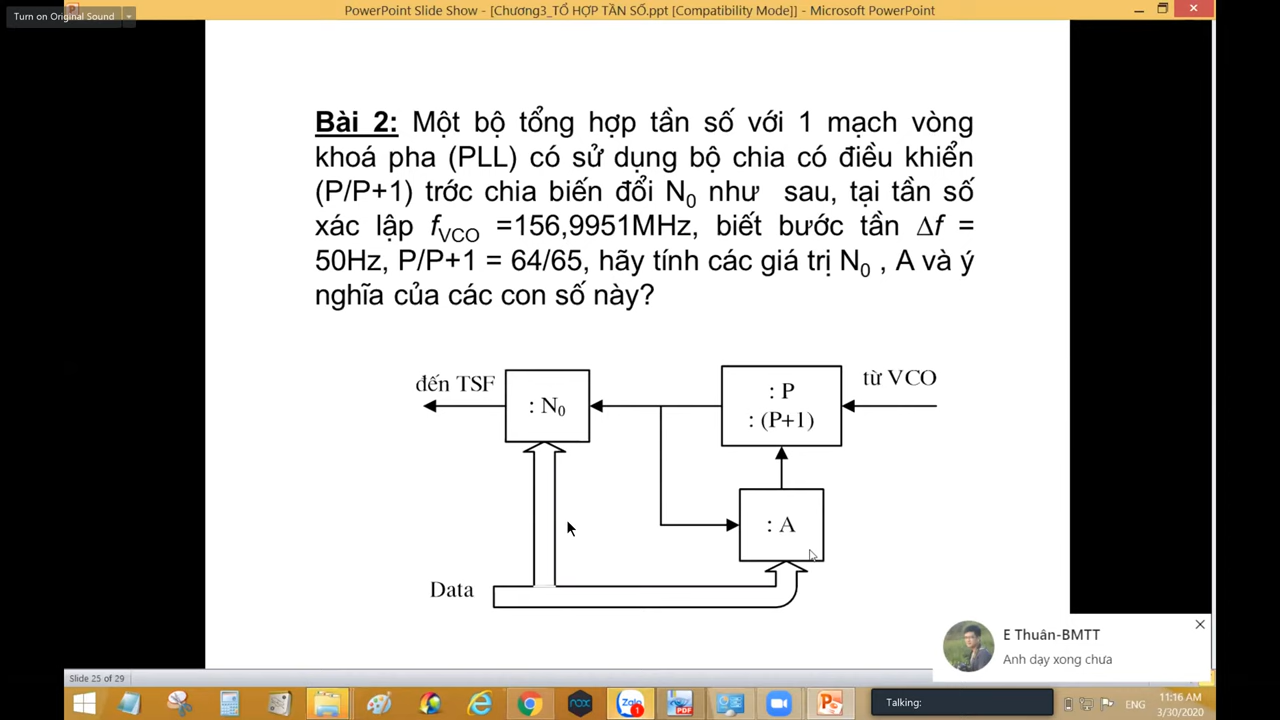 Turn on Original Sound
PowerPoint Slide Show - [Chương3_TỔ HỢP TẦN SỐ.ppt [Compatibility Mode]] - Microsoft PowerPoint
Bài 2: Một bộ tổng hợp tần số với 1 mạch vòng
khoá pha (PLL) có sử dụng bộ chia có điều khiển
(P/P+1) trớc chia biến đổi N0 như sau, tại tần số
xác lập fVCO =156,9951MHz, biết bước tần Δf =
50Hz, P/P+1 = 64/65, hãy tính các giá trị N0 , A và ý
nghĩa của các con số này?
đến TSF
: N0
: P
: (P+1)
từ VCO
: A
Data
E Thuân-BMTT
Anh dạy xong chưa
Slide 25 of 29
nox
1
PDF
Talking:
ENG
11:16 AM
3/30/2020